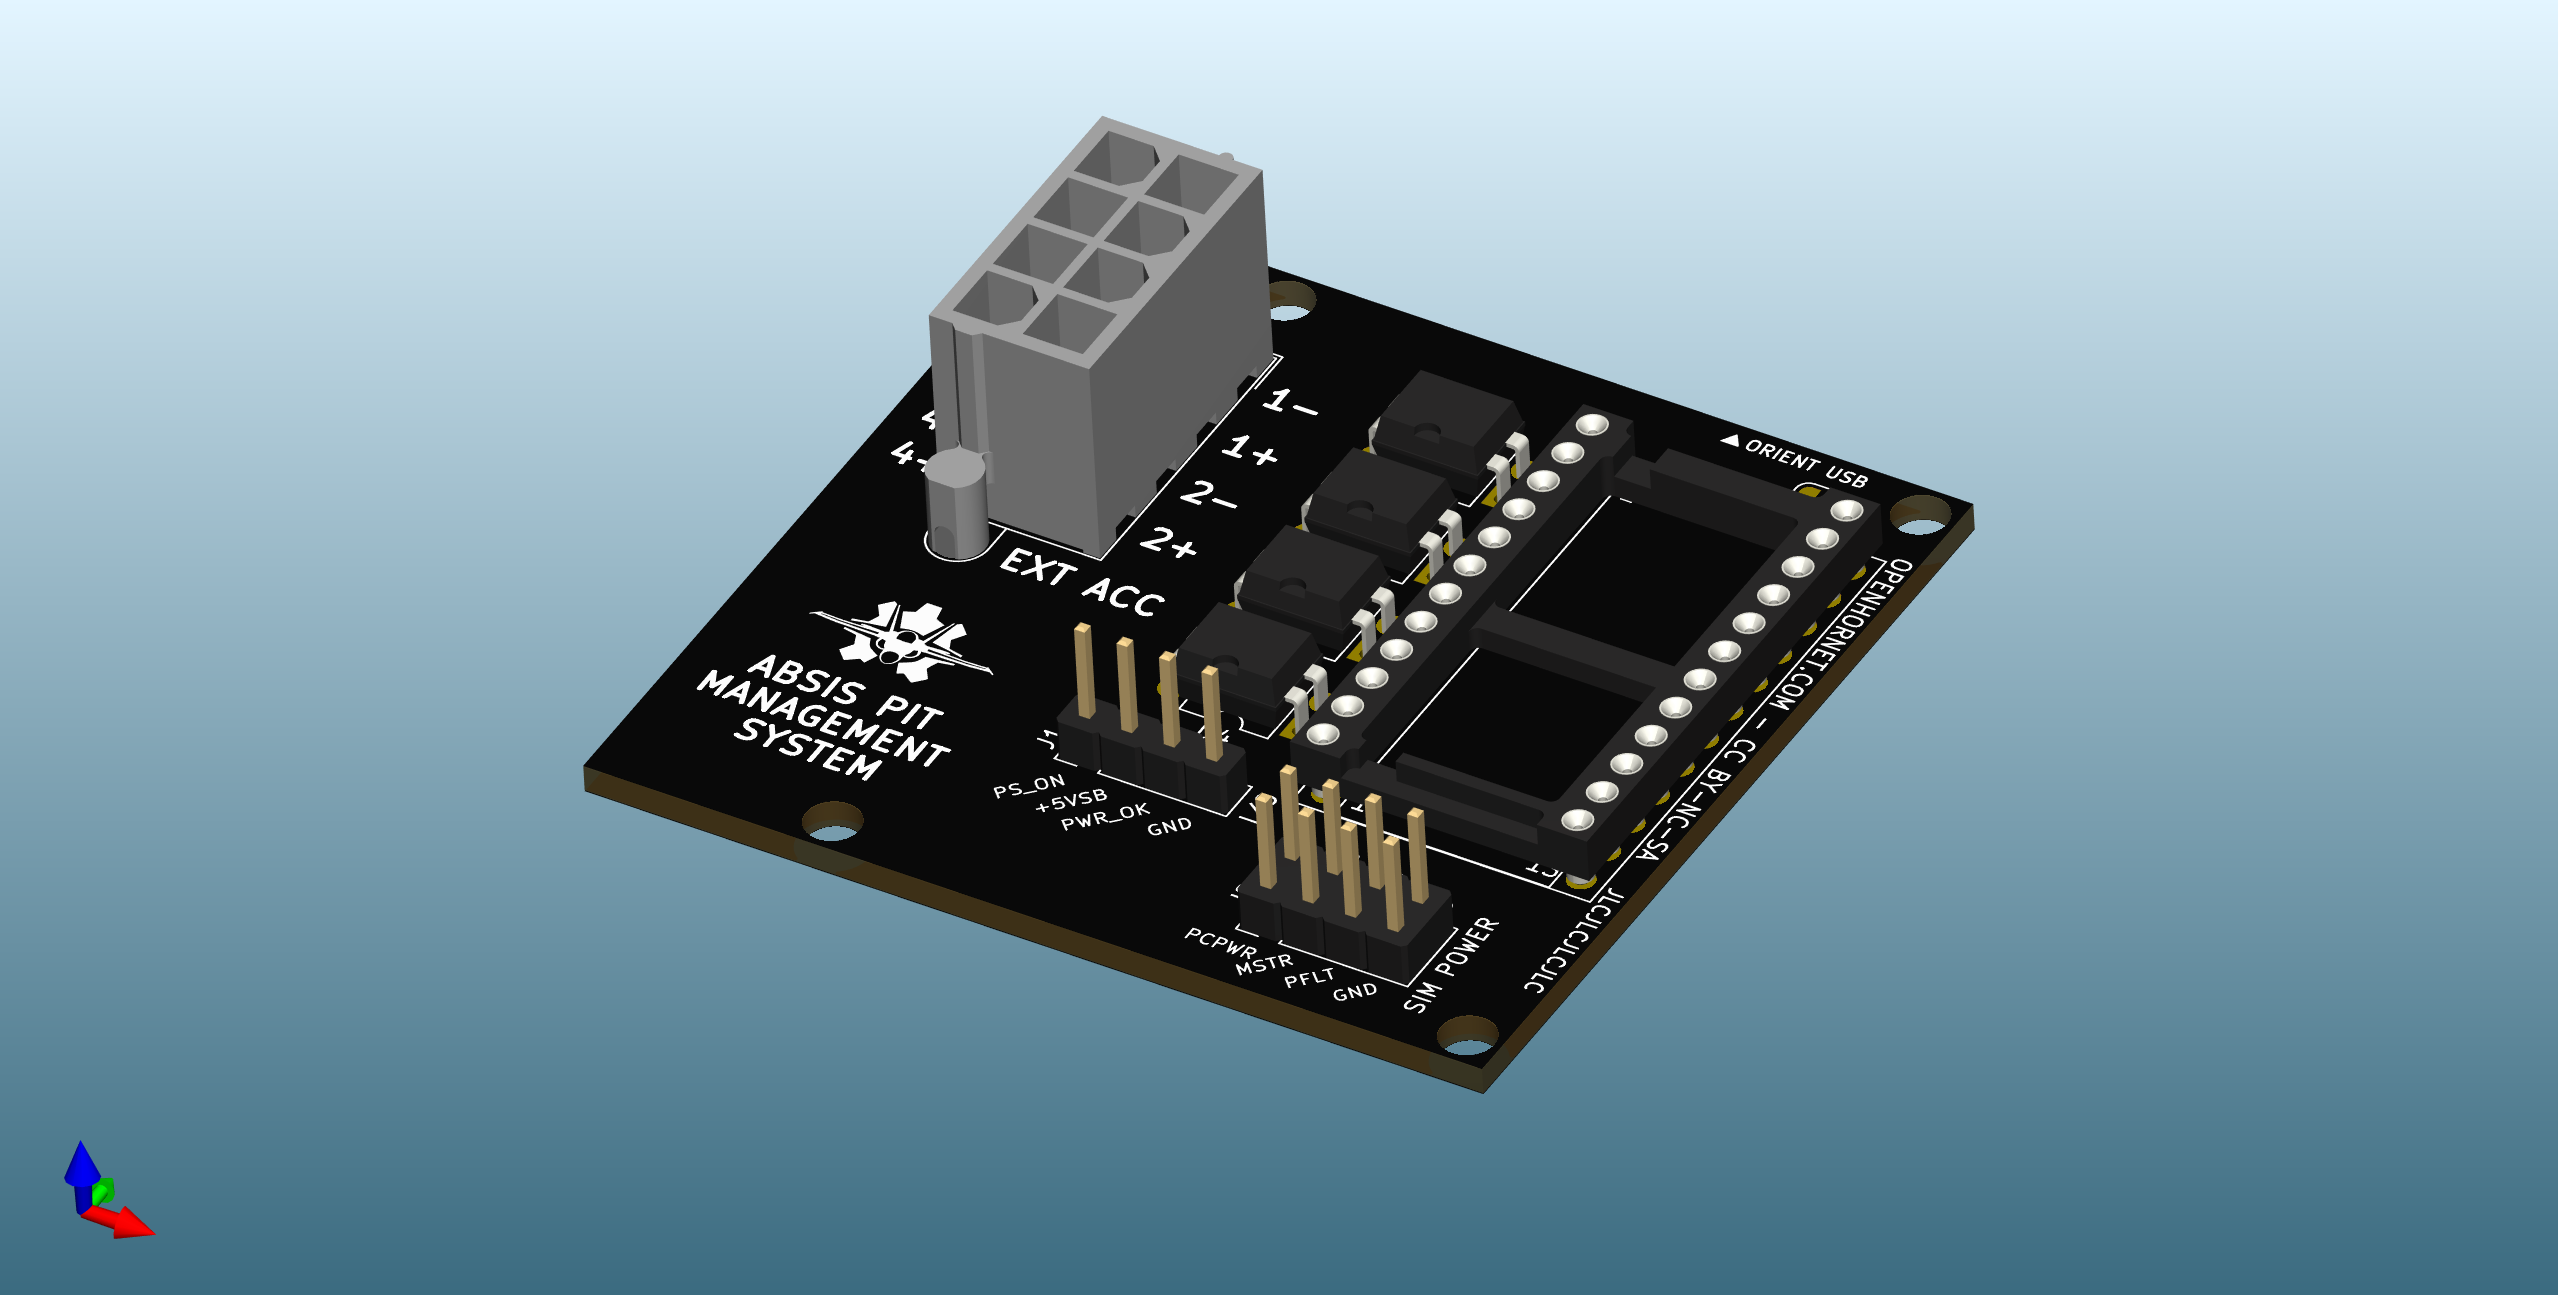 1-
1+
2-
2+
4-
EXT ACC
ABSIS PIT
MANAGEMENT
SYSTEM
◀ ORIENT USB
J1
PS_ON
+5VSB
PWR_OK
GND
PCPWR
MSTR
PFLT
GND
SIM POWER
15
OPENHORNET.COM - CC BY-NC-SA
JLCJLCJLCJLC